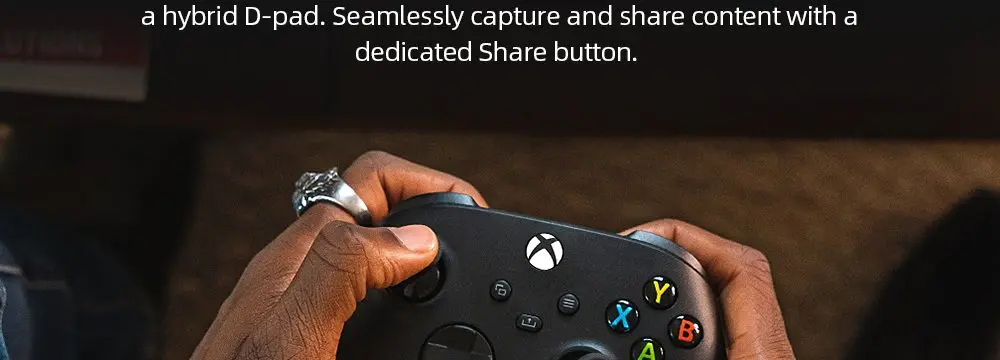 a hybrid D-pad. Seamlessly capture and share content with a
dedicated Share button.
Y
X
B
A